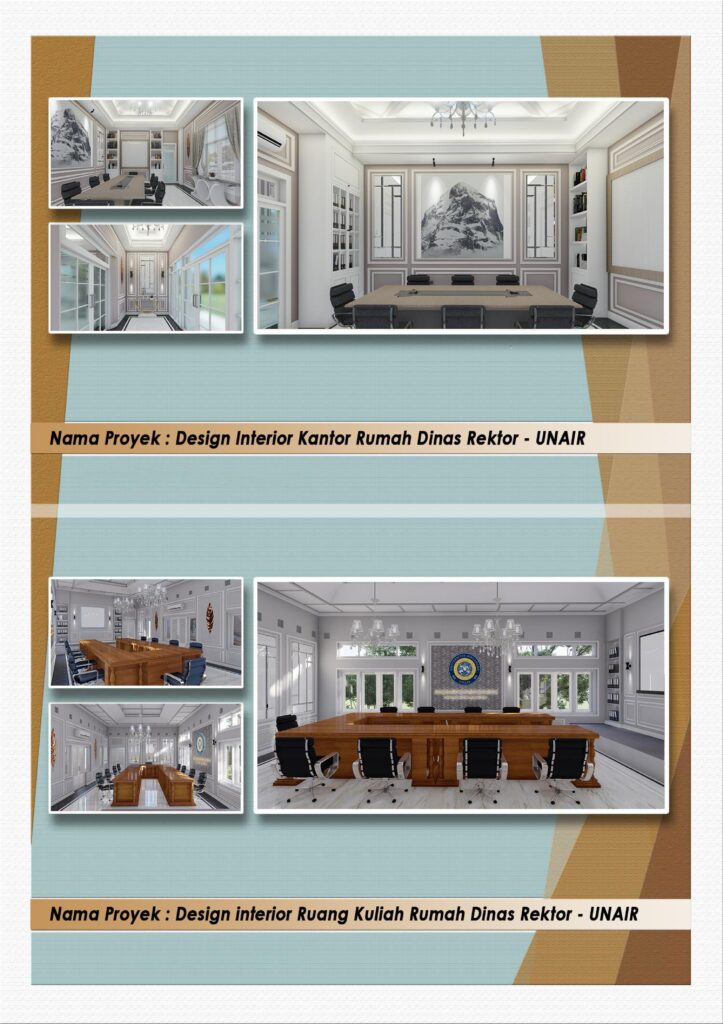 Nama Proyek : Design Interior Kantor Rumah Dinas Rektor - UNAIR
Nama Proyek : Design interior Ruang Kuliah Rumah Dinas Rektor - UNAIR